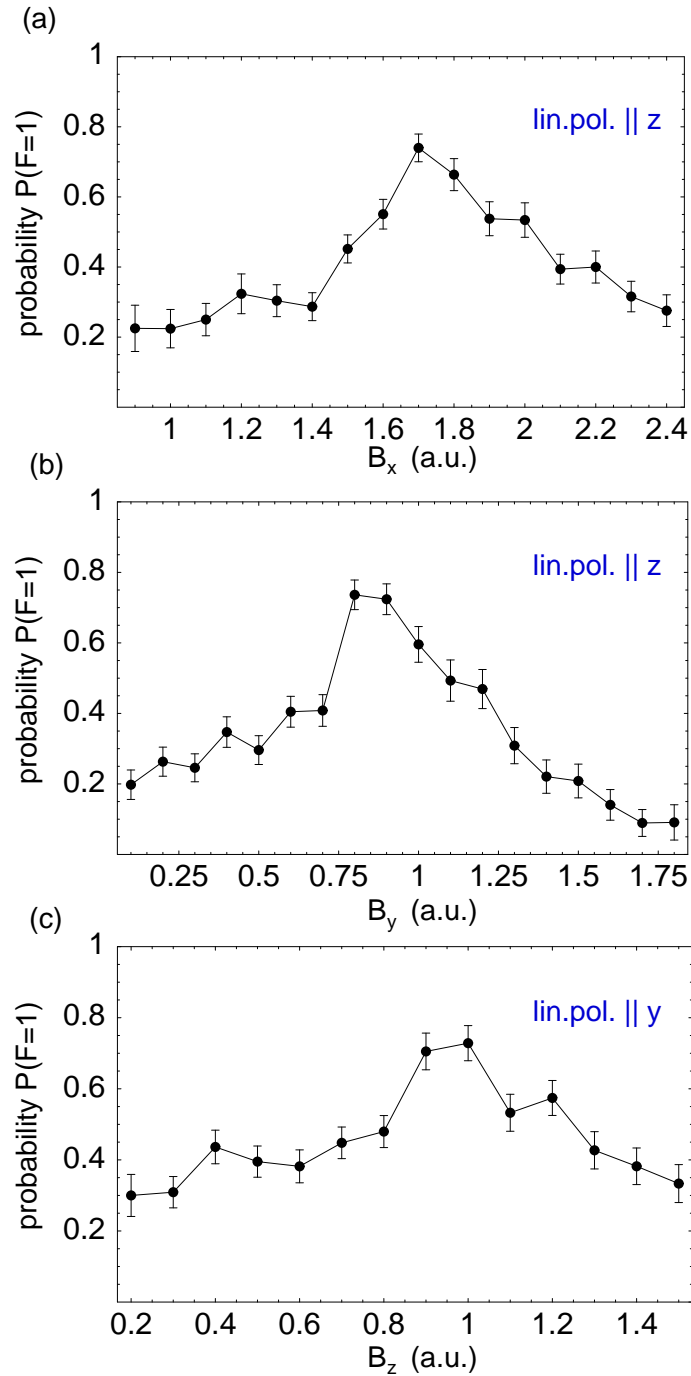 (a)
1
0.8
0.6
0.4
0.2
probability P(F=1)
lin.pol. || z
1 1.2 1.4 1.6 1.8 2 2.2 2.4
B_x (a.u.)
(b)
1
0.8
0.6
0.4
0.2
probability P(F=1)
lin.pol. || z
0.25 0.5 0.75 1 1.25 1.5 1.75
B_y (a.u.)
(c)
1
0.8
0.6
0.4
0.2
probability P(F=1)
lin.pol. || y
0.2 0.4 0.6 0.8 1 1.2 1.4
B_z (a.u.)